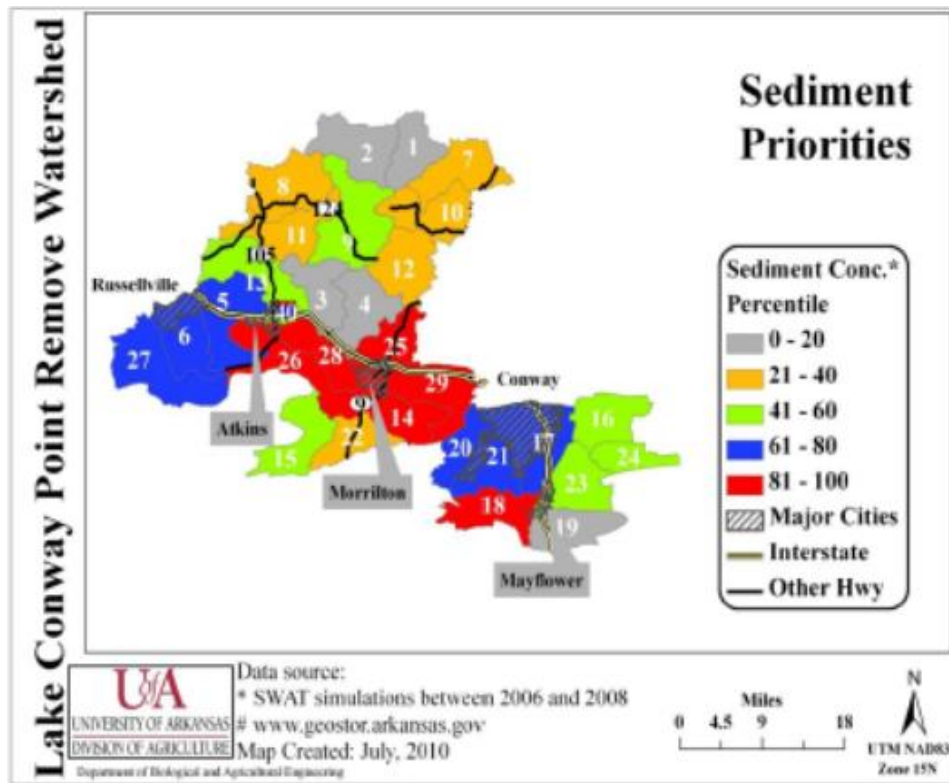 Lake Conway Point Remove Watershed
Sediment
Priorities
2
1
7
8
10
9
11
12
105
13
Russellville
5
3
4
40
6
25
27
26
28
29
Conway
9
14
Atkins
22
16
15
20
17
21
24
23
Morrilton
18
19
Mayflower
Sediment Conc.*
Percentile
0 - 20
21 - 40
41 - 60
61 - 80
81 - 100
Major Cities
Interstate
Other Hwy
UofA
UNIVERSITY OF ARKANSAS
DIVISION OF AGRICULTURE
Department of Biological and Agricultural Engineering
Data source:
* SWAT simulations between 2006 and 2008
# www.geostor.arkansas.gov
Map Created: July, 2010
Miles
0 4.5 9 18
N
UTM NAD83
Zone 15N